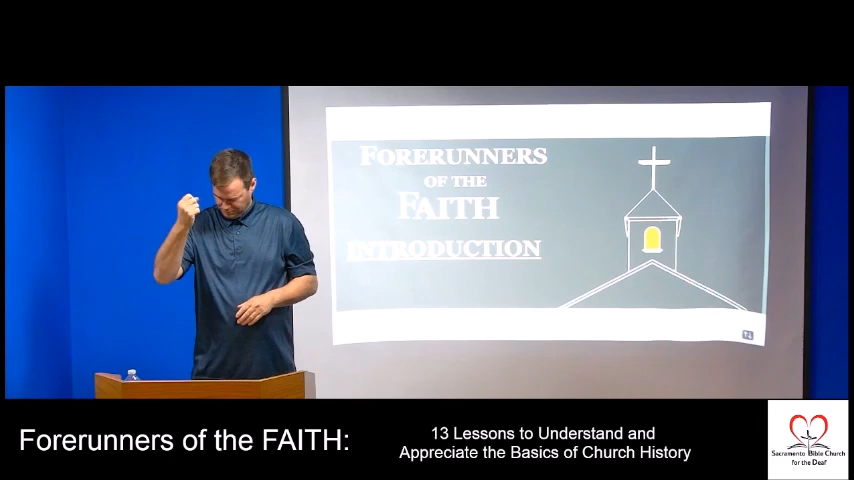 FORERUNNERS
OF THE
FAITH
INTRODUCTION
Forerunners of the FAITH:
13 Lessons to Understand and
Appreciate the Basics of Church History
Sacramento Bible Church
for the Deaf